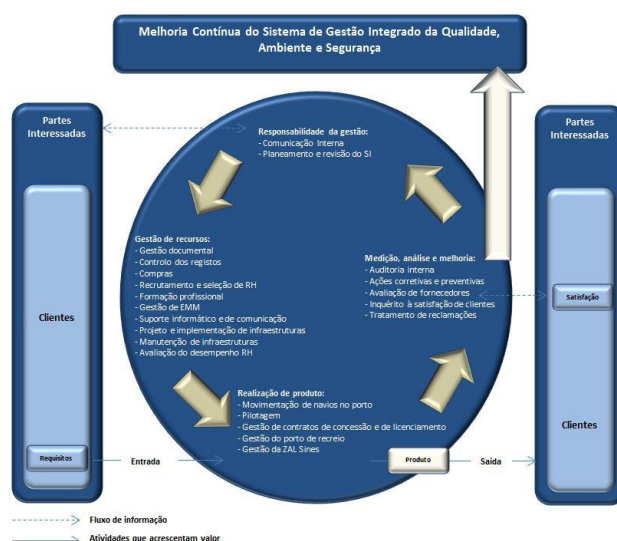 Melhoria Contínua do Sistema de Gestão Integrado da Qualidade,
Ambiente e Segurança
Partes
Interessadas
Clientes
Requisitos
Entrada
Responsabilidade da gestão:
- Comunicação Interna
- Planeamento e revisão do SI
Gestão de recursos:
- Gestão documental
- Controlo dos registos
- Compras
- Recrutamento e seleção de RH
- Formação profissional
- Gestão de EMM
- Suporte informático e de comunicação
- Projeto e implementação de infraestruturas
- Manutenção de infraestruturas
- Avaliação do desempenho RH
Medição, análise e melhoria:
- Auditoria interna
- Ações corretivas e preventivas
- Avaliação de fornecedores
- Inquérito à satisfação de clientes
- Tratamento de reclamações
Realização de produto:
- Movimentação de navios no porto
- Pilotagem
- Gestão de contratos de concessão e de licenciamento
- Gestão do porto de recreio
- Gestão da ZAL Sines
Produto
Saída
Partes
Interessadas
Satisfação
Clientes
Fluxo de informação
Atividades que acrescentam valor